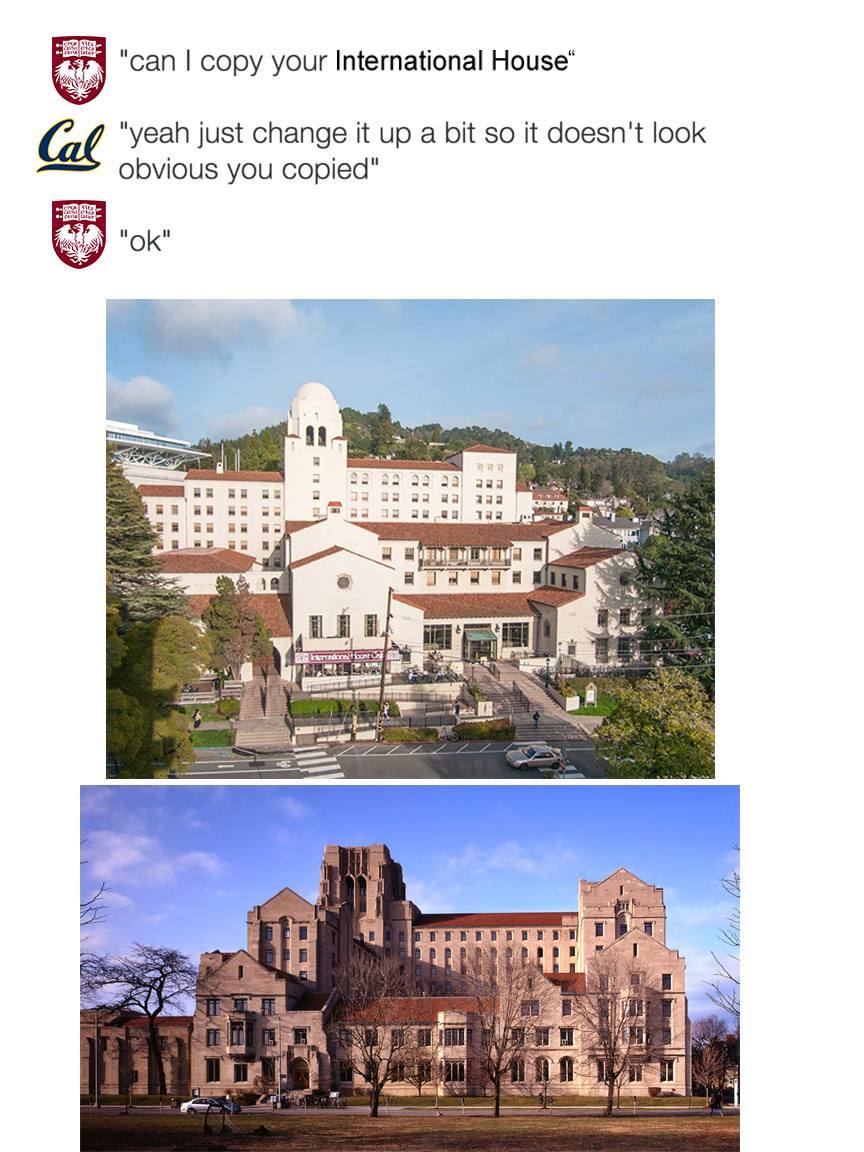 "can I copy your International House“
Cal
"yeah just change it up a bit so it doesn't look
obvious you copied"
"ok"
International House Cafe